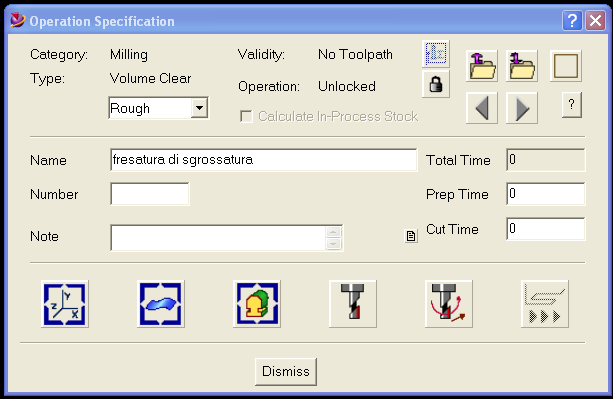 Operation Specification
Category: Milling Validity: No Toolpath
Type: Volume Clear Operation: Unlocked
Rough Calculate In-Process Stock ?
Name fresatura di sgrossatura Total Time 0
Number Prep Time 0
Note Cut Time 0
Z Y X
Dismiss